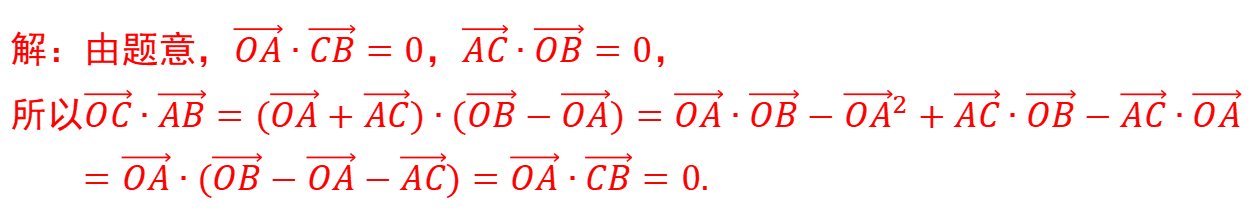 解：由题意，$\overrightarrow{OA}\cdot\overrightarrow{CB}=0$，$\overrightarrow{AC}\cdot\overrightarrow{OB}=0$，
所以$\overrightarrow{OC}\cdot\overrightarrow{AB}=(\overrightarrow{OA}+\overrightarrow{AC})\cdot(\overrightarrow{OB}-\overrightarrow{OA})=\overrightarrow{OA}\cdot\overrightarrow{OB}-\overrightarrow{OA}^2+\overrightarrow{AC}\cdot\overrightarrow{OB}-\overrightarrow{AC}\cdot\overrightarrow{OA}$
$=\overrightarrow{OA}\cdot(\overrightarrow{OB}-\overrightarrow{OA}-\overrightarrow{AC})=\overrightarrow{OA}\cdot\overrightarrow{CB}=0.$